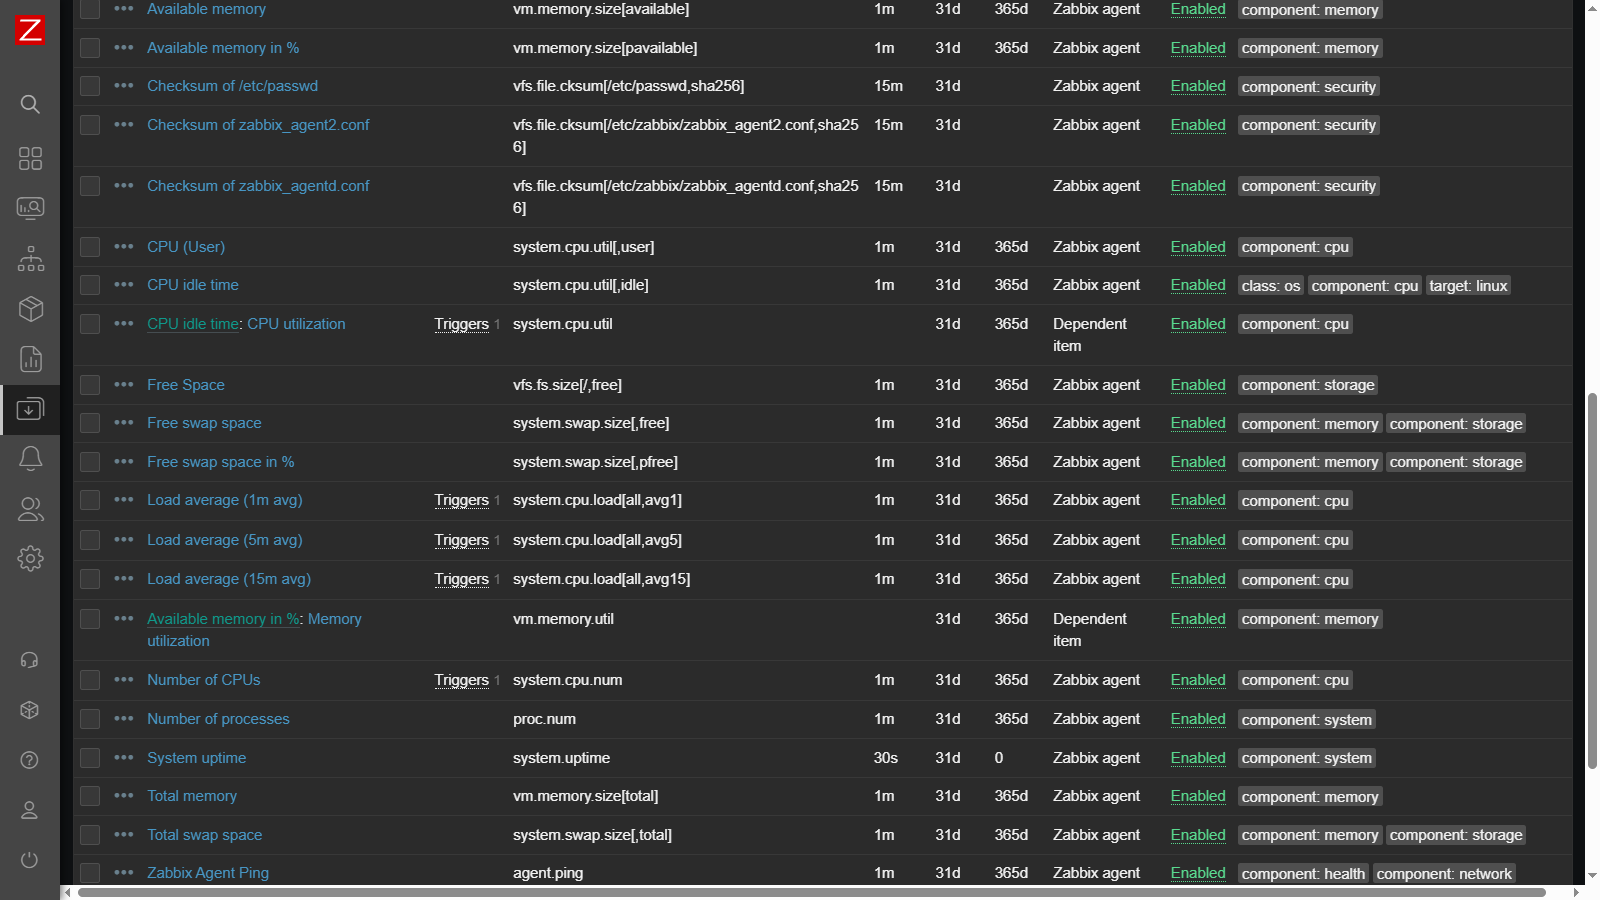 Z
••• Available memory vm.memory.size[available] 1m 31d 365d Zabbix agent Enabled component: memory
••• Available memory in % vm.memory.size[pavailable] 1m 31d 365d Zabbix agent Enabled component: memory
••• Checksum of /etc/passwd vfs.file.cksum[/etc/passwd,sha256] 15m 31d Zabbix agent Enabled component: security
••• Checksum of zabbix_agent2.conf vfs.file.cksum[/etc/zabbix/zabbix_agent2.conf,sha25 15m 31d Zabbix agent Enabled component: security
6]
••• Checksum of zabbix_agentd.conf vfs.file.cksum[/etc/zabbix/zabbix_agentd.conf,sha25 15m 31d Zabbix agent Enabled component: security
6]
••• CPU (User) system.cpu.util[,user] 1m 31d 365d Zabbix agent Enabled component: cpu
••• CPU idle time system.cpu.util[,idle] 1m 31d 365d Zabbix agent Enabled class: os component: cpu target: linux
••• CPU idle time: CPU utilization Triggers 1 system.cpu.util 31d 365d Dependent Enabled component: cpu
item
••• Free Space vfs.fs.size[/,free] 1m 31d 365d Zabbix agent Enabled component: storage
••• Free swap space system.swap.size[,free] 1m 31d 365d Zabbix agent Enabled component: memory component: storage
••• Free swap space in % system.swap.size[,pfree] 1m 31d 365d Zabbix agent Enabled component: memory component: storage
••• Load average (1m avg) Triggers 1 system.cpu.load[all,avg1] 1m 31d 365d Zabbix agent Enabled component: cpu
••• Load average (5m avg) Triggers 1 system.cpu.load[all,avg5] 1m 31d 365d Zabbix agent Enabled component: cpu
••• Load average (15m avg) Triggers 1 system.cpu.load[all,avg15] 1m 31d 365d Zabbix agent Enabled component: cpu
••• Available memory in %: Memory vm.memory.util 31d 365d Dependent Enabled component: memory
utilization item
••• Number of CPUs Triggers 1 system.cpu.num 1m 31d 365d Zabbix agent Enabled component: cpu
••• Number of processes proc.num 1m 31d 365d Zabbix agent Enabled component: system
••• System uptime system.uptime 30s 31d 0 Zabbix agent Enabled component: system
••• Total memory vm.memory.size[total] 1m 31d 365d Zabbix agent Enabled component: memory
••• Total swap space system.swap.size[,total] 1m 31d 365d Zabbix agent Enabled component: memory component: storage
••• Zabbix Agent Ping agent.ping 1m 31d 365d Zabbix agent Enabled component: health component: network